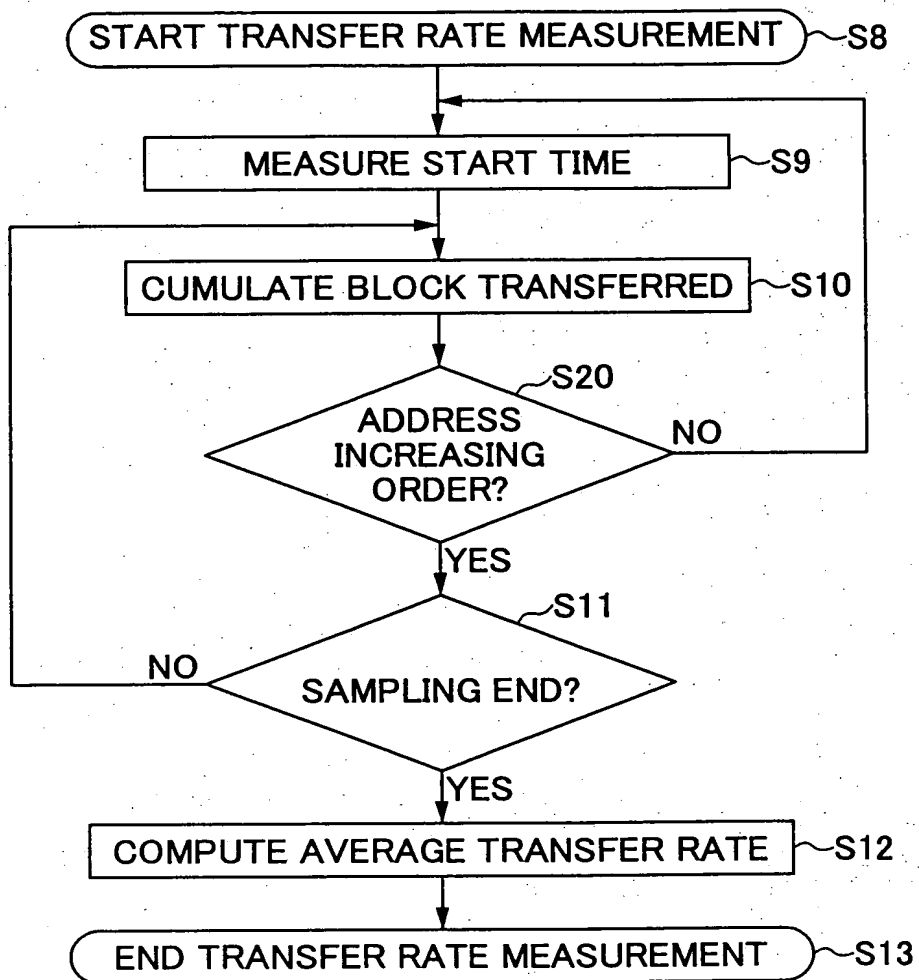 START TRANSFER RATE MEASUREMENT S8
MEASURE START TIME S9
CUMULATE BLOCK TRANSFERRED S10
S20
ADDRESS
INCREASING
ORDER?
NO
YES
S11
NO
SAMPLING END?
YES
COMPUTE AVERAGE TRANSFER RATE S12
END TRANSFER RATE MEASUREMENT S13